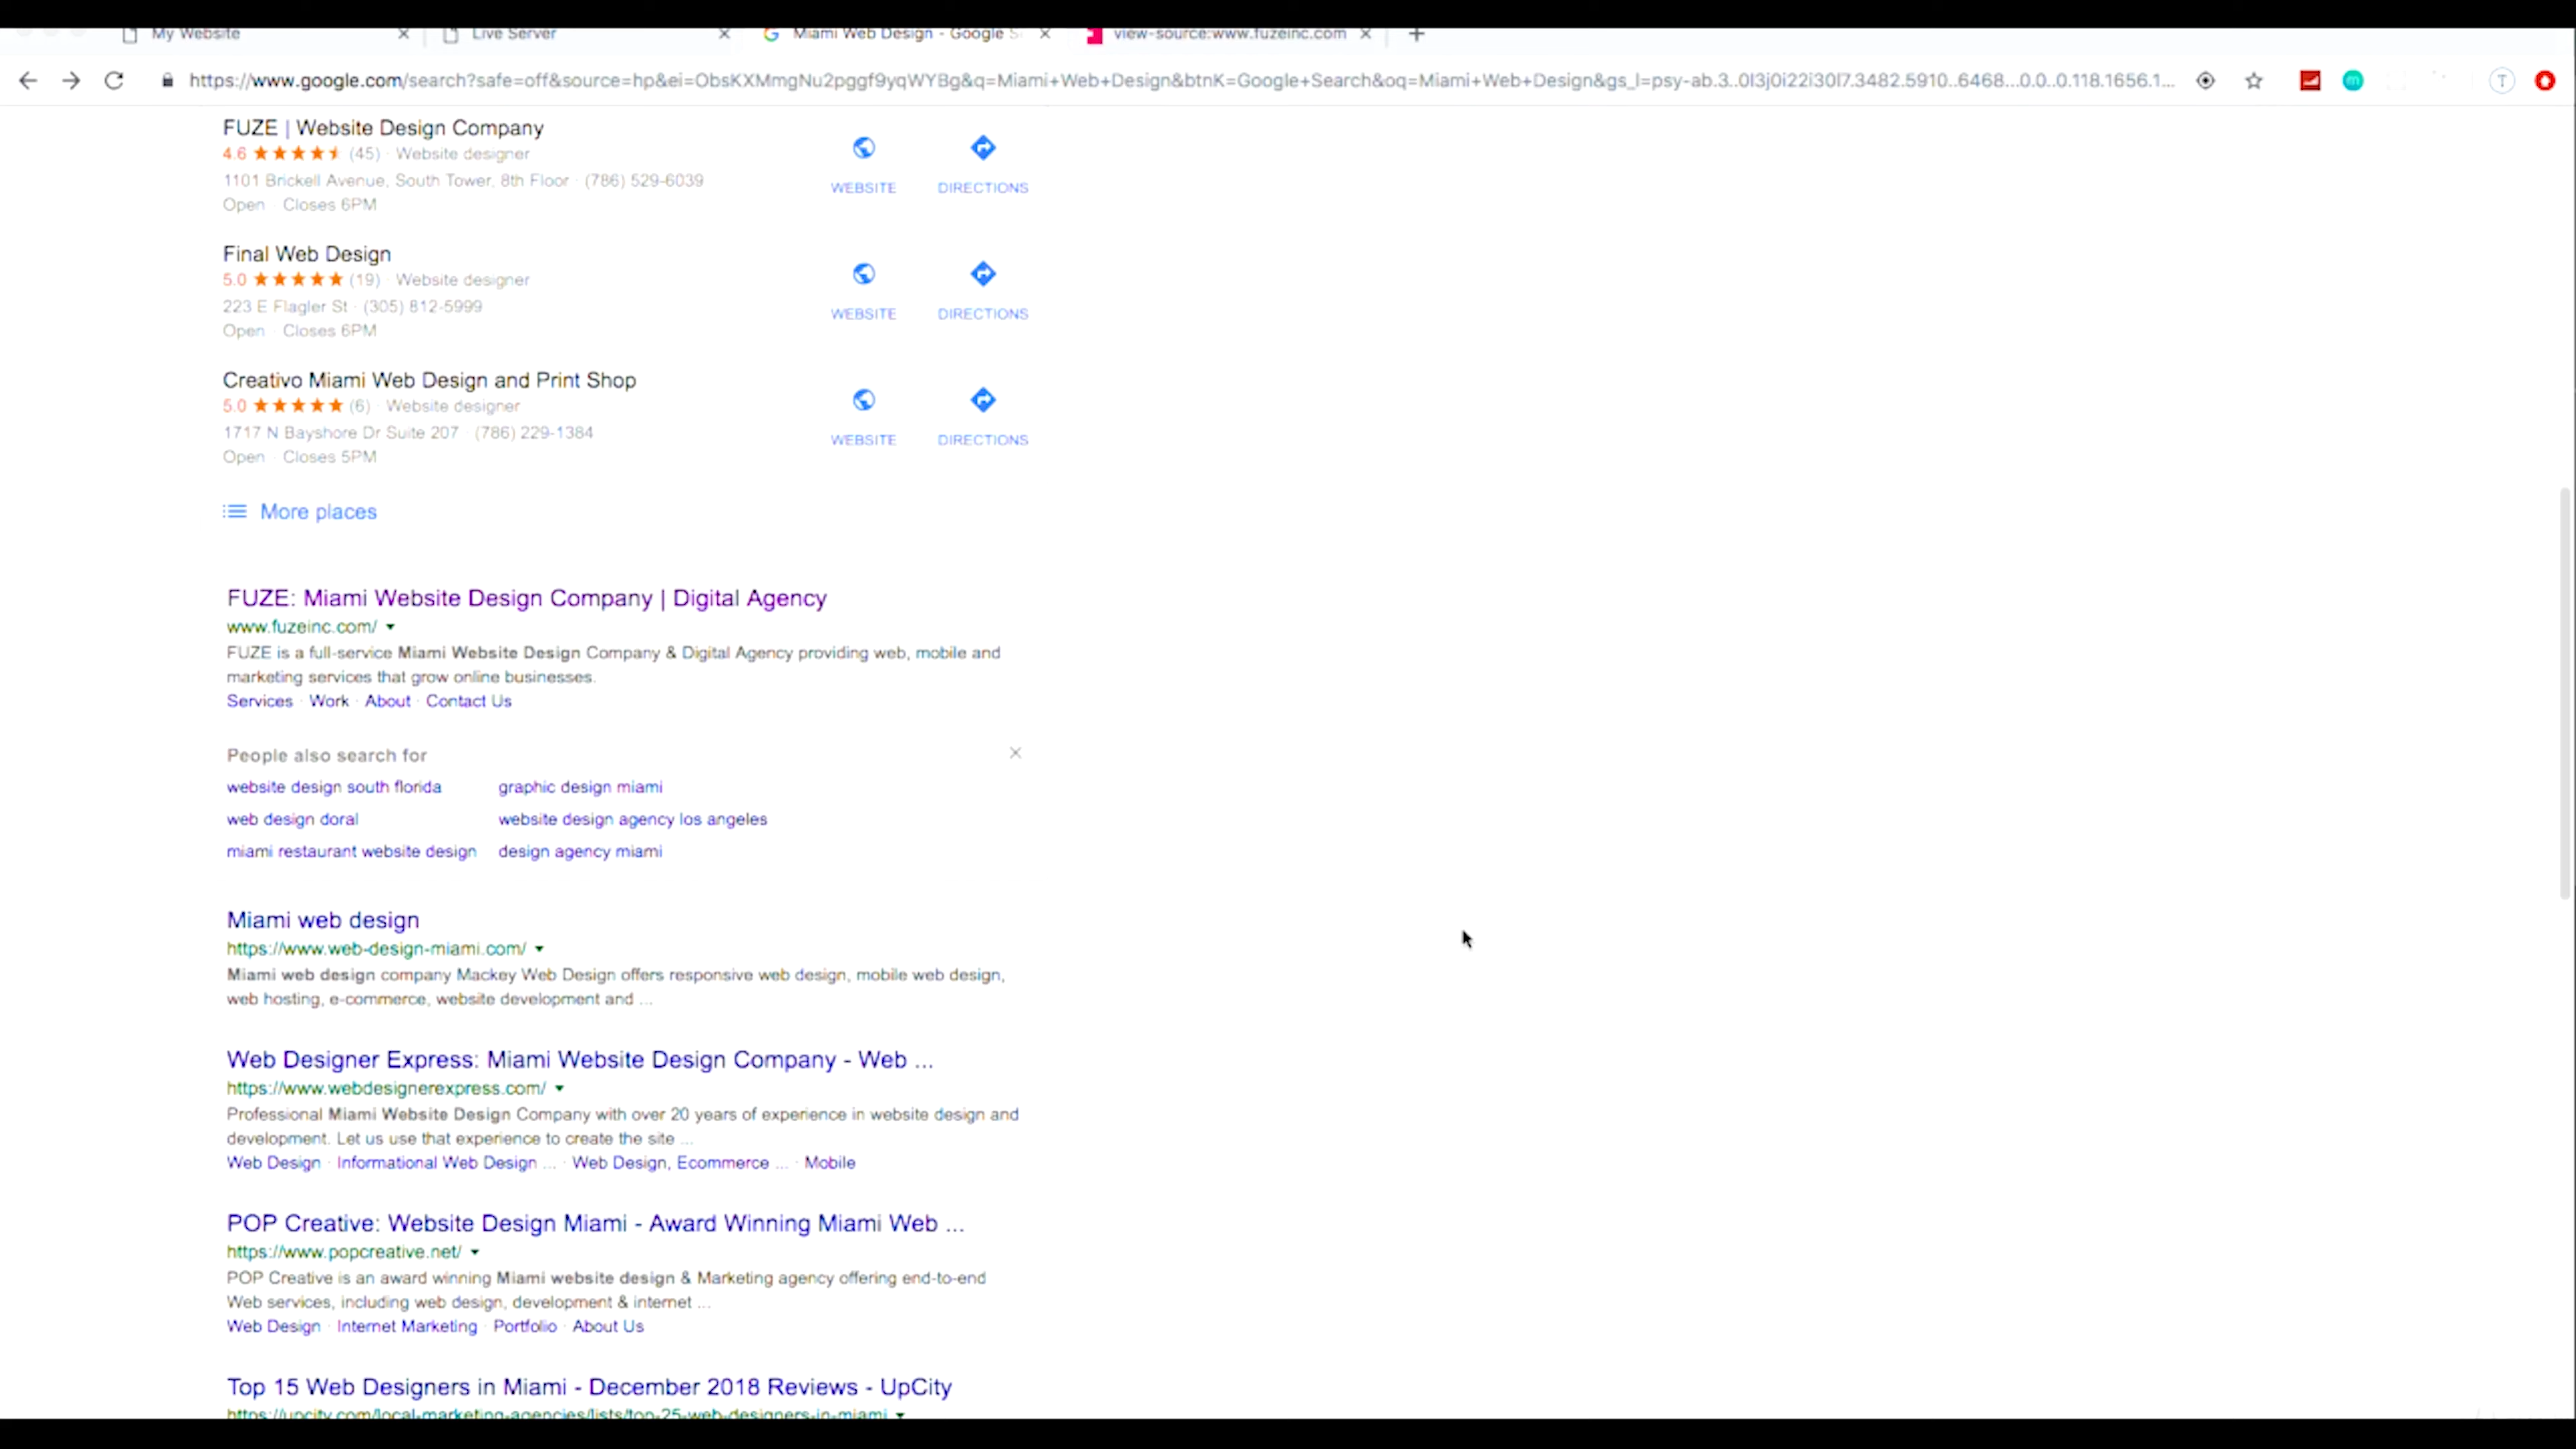 My Website
Live Server
Miami Web Design - Google S
view-source:www.fuzeinc.com
https://www.google.com/search?safe=off&source=hp&ei=ObsKXMmgNu2pggf9yqWYBg&q=Miami+Web+Design&btnK=Google+Search&oq=Miami+Web+Design&gs_l=psy-ab.3..0l3j0i22i30l7.3482.5910..6468...0.0..0.118.1656.1...
T
FUZE | Website Design Company
4.6 ★★★★★ (45) · Website designer
1101 Brickell Avenue, South Tower, 8th Floor · (786) 529-6039
Open · Closes 6PM
WEBSITE
DIRECTIONS
Final Web Design
5.0 ★★★★★ (19) · Website designer
223 E Flagler St · (305) 812-5999
Open · Closes 6PM
WEBSITE
DIRECTIONS
Creativo Miami Web Design and Print Shop
5.0 ★★★★★ (6) · Website designer
1717 N Bayshore Dr Suite 207 · (786) 229-1384
Open · Closes 5PM
WEBSITE
DIRECTIONS
More places
FUZE: Miami Website Design Company | Digital Agency
www.fuzeinc.com/
FUZE is a full-service Miami Website Design Company & Digital Agency providing web, mobile and
marketing services that grow online businesses.
Services · Work · About · Contact Us
People also search for
website design south florida
graphic design miami
web design doral
website design agency los angeles
miami restaurant website design
design agency miami
Miami web design
https://www.web-design-miami.com/
Miami web design company Mackey Web Design offers responsive web design, mobile web design,
web hosting, e-commerce, website development and ...
Web Designer Express: Miami Website Design Company - Web ...
https://www.webdesignerexpress.com/
Professional Miami Website Design Company with over 20 years of experience in website design and
development. Let us use that experience to create the site ...
Web Design · Informational Web Design ... · Web Design, Ecommerce ... · Mobile
POP Creative: Website Design Miami - Award Winning Miami Web ...
https://www.popcreative.net/
POP Creative is an award winning Miami website design & Marketing agency offering end-to-end
Web services, including web design, development & internet ...
Web Design · Internet Marketing · Portfolio · About Us
Top 15 Web Designers in Miami - December 2018 Reviews - UpCity
https://upcity.com/local-marketing-agencies/lists/top-25-web-designers-in-miami